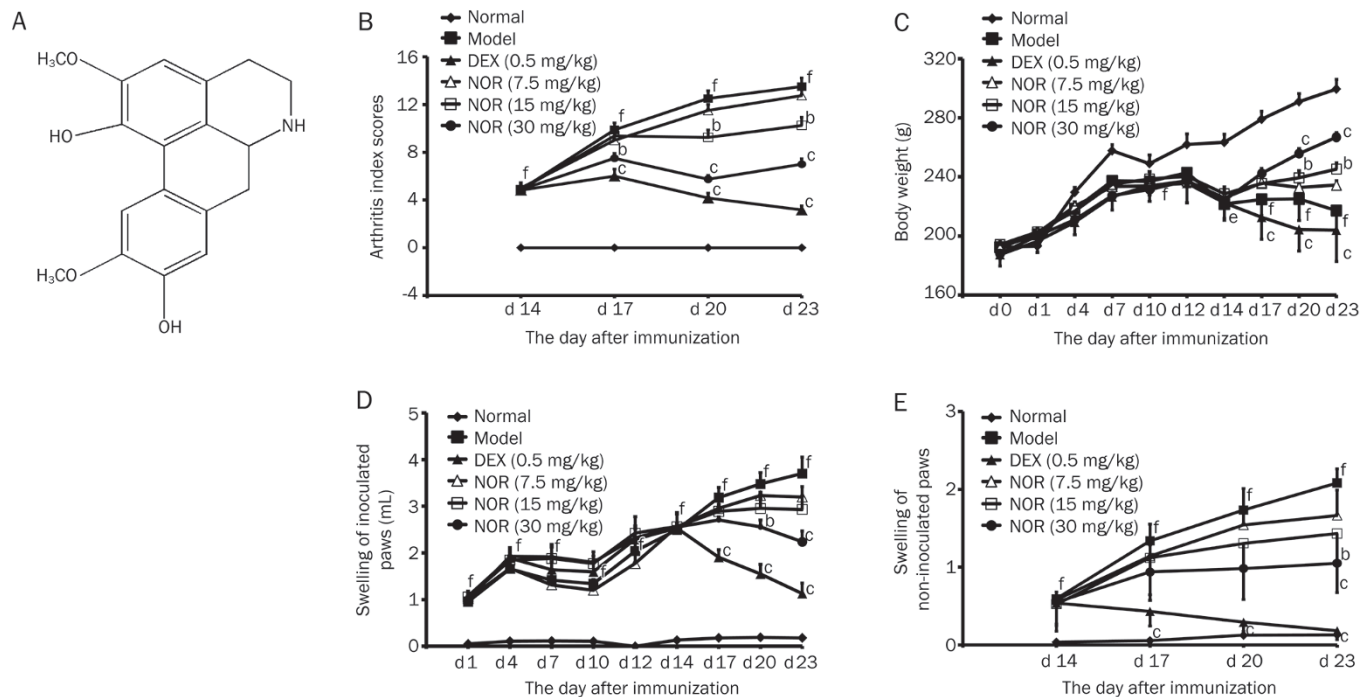 A
H₃CO
HO
NH
H₃CO
OH
B
Normal
Model
DEX (0.5 mg/kg)
NOR (7.5 mg/kg)
NOR (15 mg/kg)
NOR (30 mg/kg)
Arthritis index scores
16
12
8
4
0
-4
f
f
f
f
b
b
b
c
c
c
c
c
d 14
d 17
d 20
d 23
The day after immunization
C
Normal
Model
DEX (0.5 mg/kg)
NOR (7.5 mg/kg)
NOR (15 mg/kg)
NOR (30 mg/kg)
Body weight (g)
320
280
240
200
160
f
e
f
f
f
c
c
b
b
c
c
c
d0
d1
d4
d7
d10
d12
d14
d17
d20
d23
The day after immunization
D
Normal
Model
DEX (0.5 mg/kg)
NOR (7.5 mg/kg)
NOR (15 mg/kg)
NOR (30 mg/kg)
Swelling of inoculated
paws (mL)
5
4
3
2
1
0
f
f
f
f
f
f
f
f
f
b
c
c
c
c
d1
d4
d7
d10
d12
d14
d17
d20
d23
The day after immunization
E
Normal
Model
DEX (0.5 mg/kg)
NOR (7.5 mg/kg)
NOR (15 mg/kg)
NOR (30 mg/kg)
Swelling of
non-inoculated paws
3
2
1
0
f
f
f
f
b
c
c
c
d 14
d 17
d 20
d 23
The day after immunization